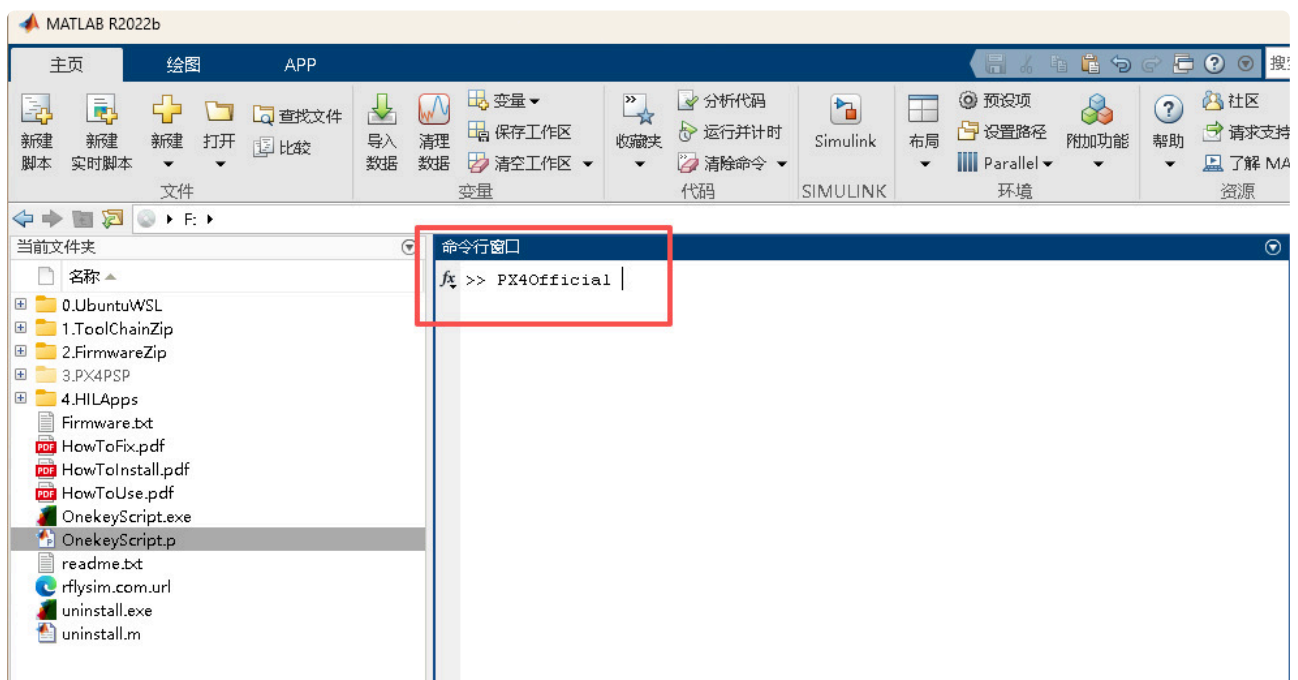 MATLAB R2022b
主页 绘图 APP
搜
新建脚本 新建实时脚本 新建 打开 查找文件 比较
文件
导入数据 清理数据 变量 保存工作区 清空工作区
变量
收藏夹 分析代码 运行并计时 清除命令
代码
Simulink
SIMULINK
布局 预设项 设置路径 Parallel 附加功能
环境
帮助 社区 请求支持 了解 MA
资源
F:
当前文件夹
名称
0.UbuntuWSL
1.ToolChainZip
2.FirmwareZip
3.PX4PSP
4.HILApps
Firmware.txt
HowToFix.pdf
HowToInstall.pdf
HowToUse.pdf
OnekeyScript.exe
OnekeyScript.p
readme.txt
rflysim.com.url
uninstall.exe
uninstall.m
命令行窗口
fx >> PX4Official